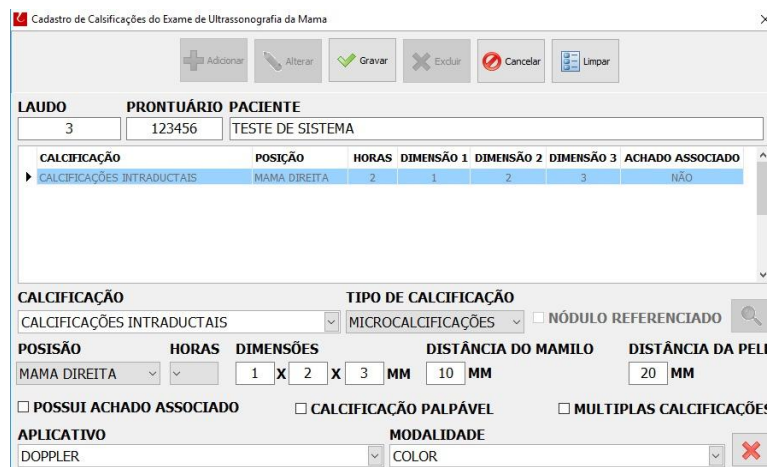 Cadastro de Calsificações do Exame de Ultrassonografia da Mama
Adicionar Alterar Gravar Excluir Cancelar Limpar
LAUDO PRONTUÁRIO PACIENTE
3 123456 TESTE DE SISTEMA
CALCIFICAÇÃO POSIÇÃO HORAS DIMENSÃO 1 DIMENSÃO 2 DIMENSÃO 3 ACHADO ASSOCIADO
CALCIFICAÇÕES INTRADUCTAIS MAMA DIREITA 2 1 2 3 NÃO
CALCIFICAÇÃO TIPO DE CALCIFICAÇÃO
CALCIFICAÇÕES INTRADUCTAIS MICROCALCIFICAÇÕES NÓDULO REFERENCIADO
POSISÃO HORAS DIMENSÕES DISTÂNCIA DO MAMILO DISTÂNCIA DA PELE
MAMA DIREITA 1 X 2 X 3 MM 10 MM 20 MM
POSSUI ACHADO ASSOCIADO CALCIFICAÇÃO PALPÁVEL MULTIPLAS CALCIFICAÇÕES
APLICATIVO MODALIDADE
DOPPLER COLOR